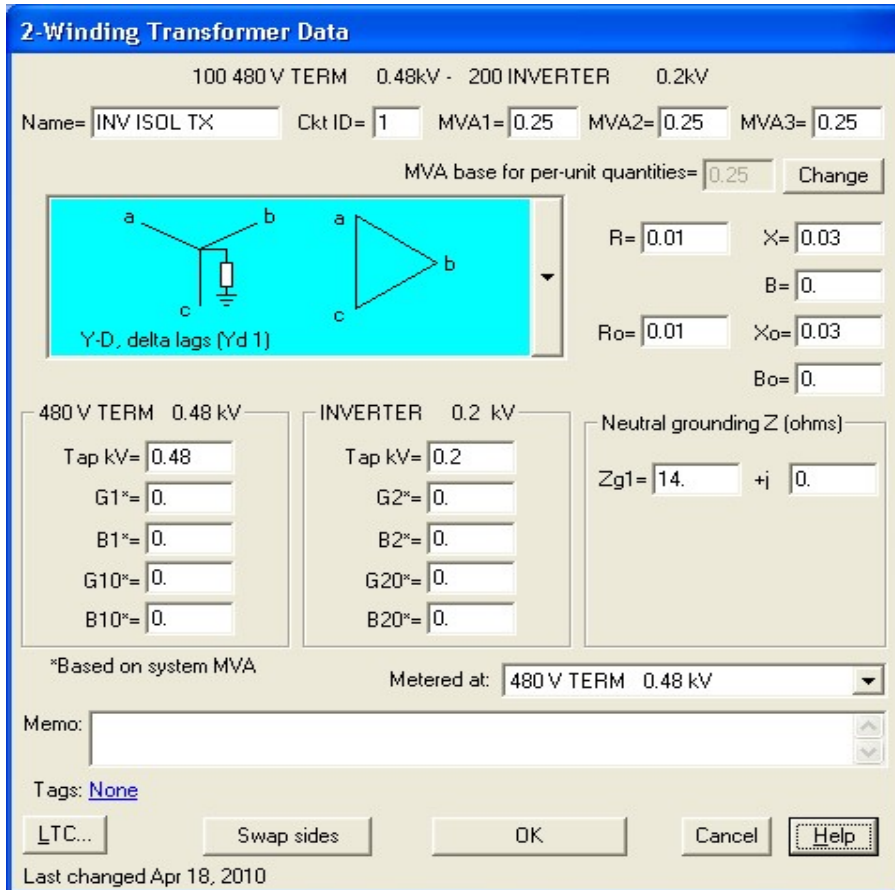 2-Winding Transformer Data
100 480 V TERM 0.48kV - 200 INVERTER 0.2kV
Name= INV ISOL TX Ckt ID= 1 MVA1= 0.25 MVA2= 0.25 MVA3= 0.25
MVA base for per-unit quantities= 0.25 Change
a b c
a b c
Y-D, delta lags (Yd 1)
R= 0.01 X= 0.03
B= 0.
Ro= 0.01 Xo= 0.03
Bo= 0.
480 V TERM 0.48 kV
Tap kV= 0.48
G1*= 0.
B1*= 0.
G10*= 0.
B10*= 0.
INVERTER 0.2 kV
Tap kV= 0.2
G2*= 0.
B2*= 0.
G20*= 0.
B20*= 0.
Neutral grounding Z (ohms)
Zg1= 14. +j 0.
*Based on system MVA
Metered at: 480 V TERM 0.48 kV
Memo:
Tags: None
LTC... Swap sides OK Cancel Help
Last changed Apr 18, 2010